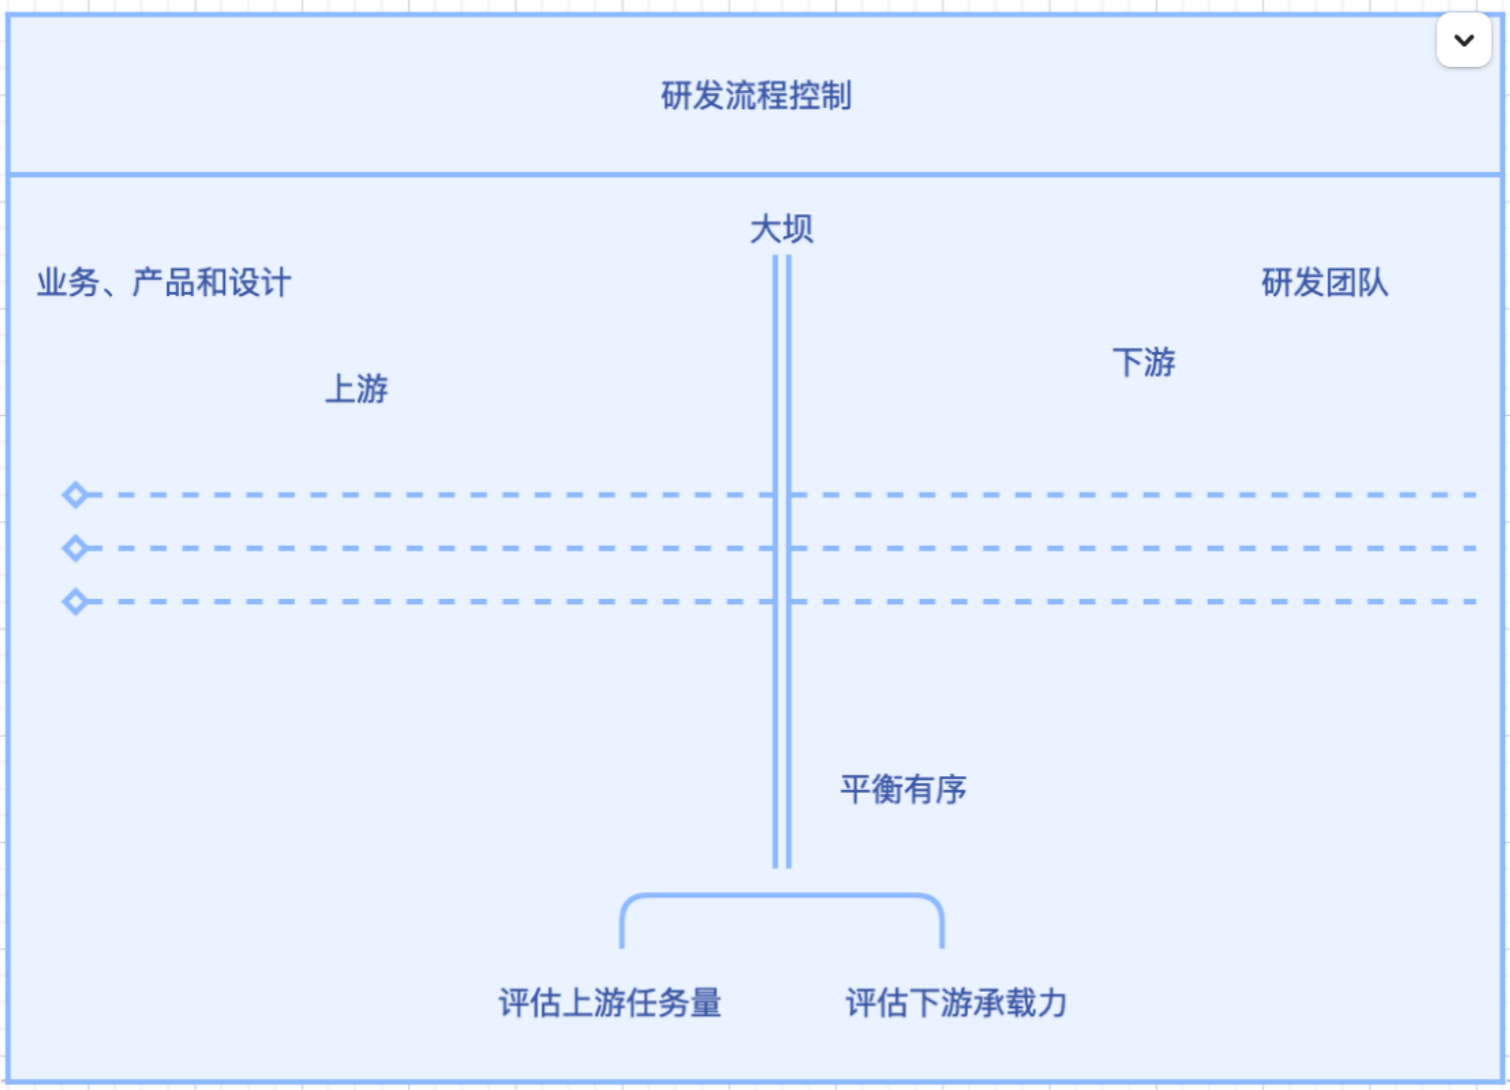 研发流程控制
大坝
业务、产品和设计
研发团队
下游
上游
平衡有序
评估上游任务量
评估下游承载力